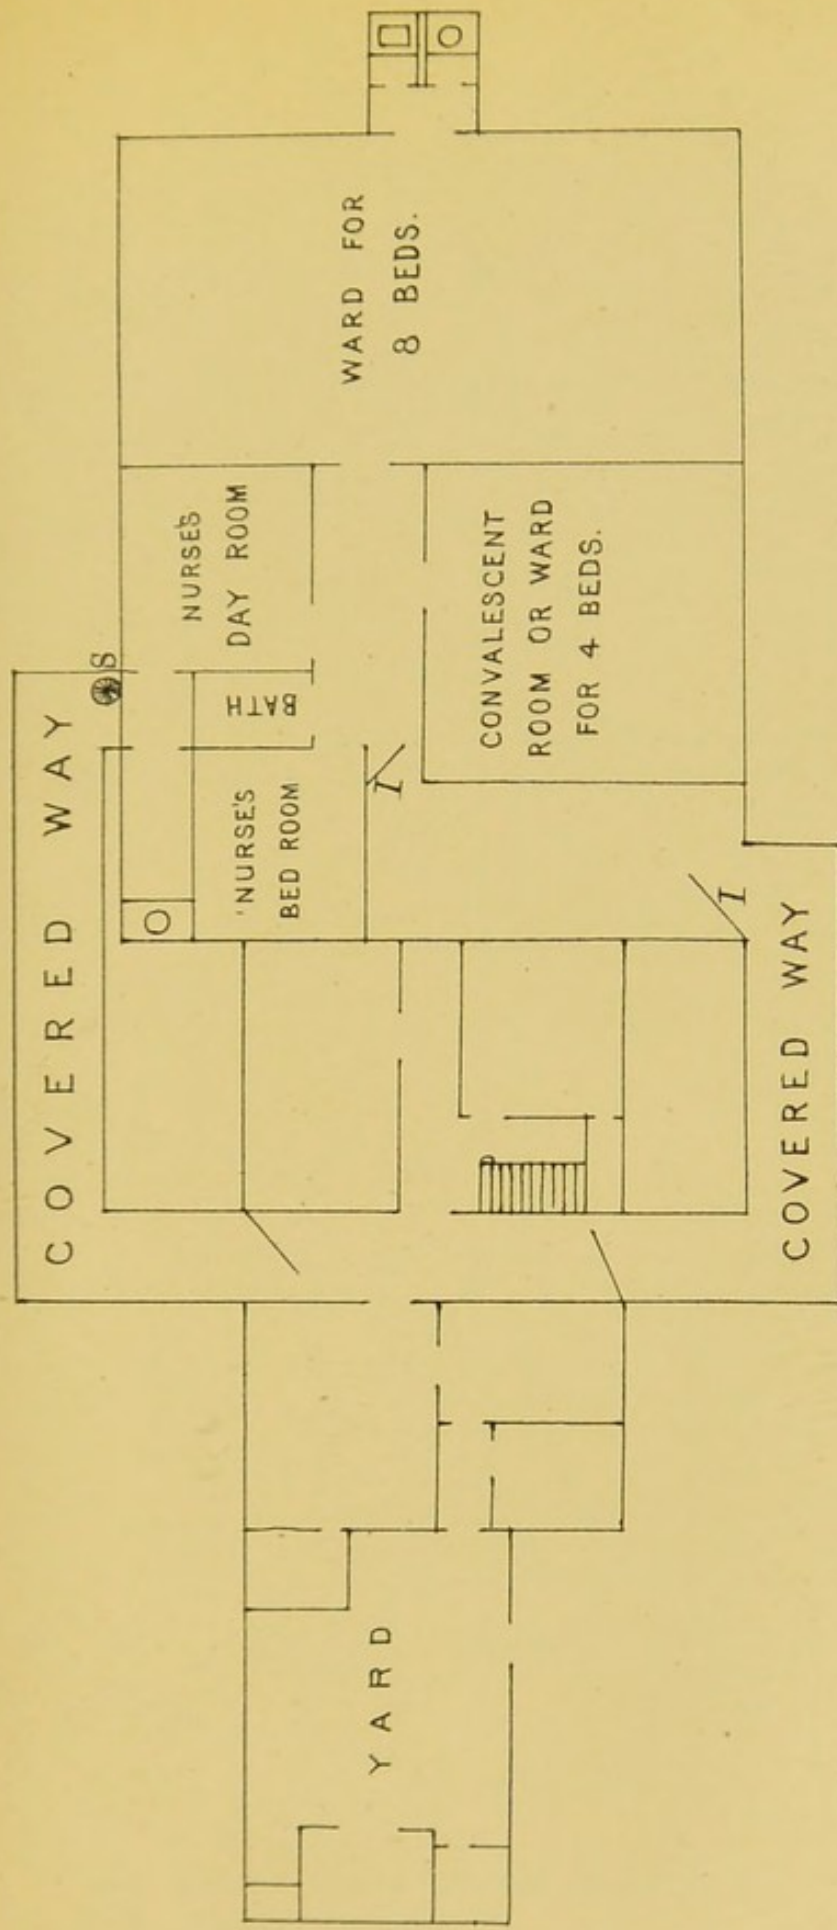 COVERED WAY
S
NURSE'S
DAY ROOM
BATH
'NURSE'S
BED ROOM
WARD FOR
8 BEDS.
CONVALESCENT
ROOM OR WARD
FOR 4 BEDS.
I
I
COVERED WAY
YARD